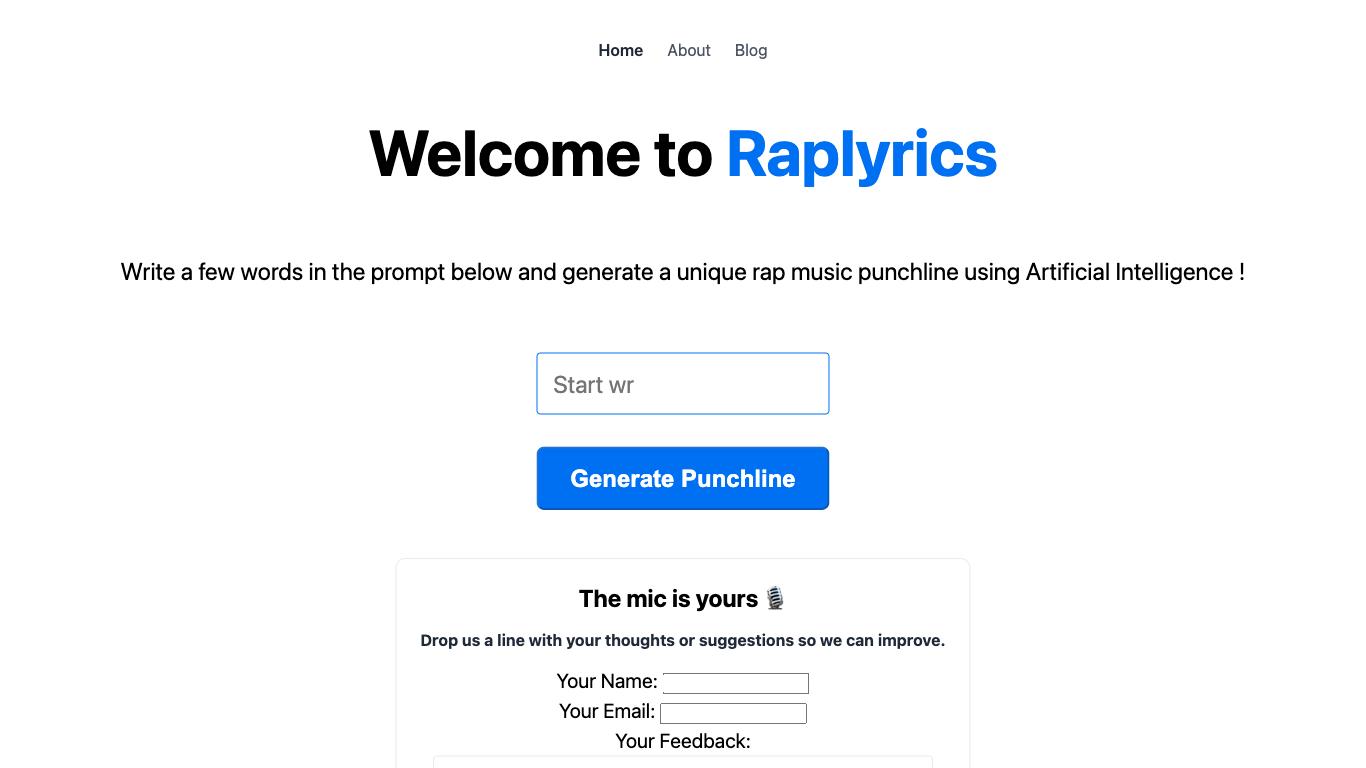 Home About Blog
Welcome to Raplyrics
Write a few words in the prompt below and generate a unique rap music punchline using Artificial Intelligence !
Start wr
Generate Punchline
The mic is yours 🎙️
Drop us a line with your thoughts or suggestions so we can improve.
Your Name:
Your Email:
Your Feedback: